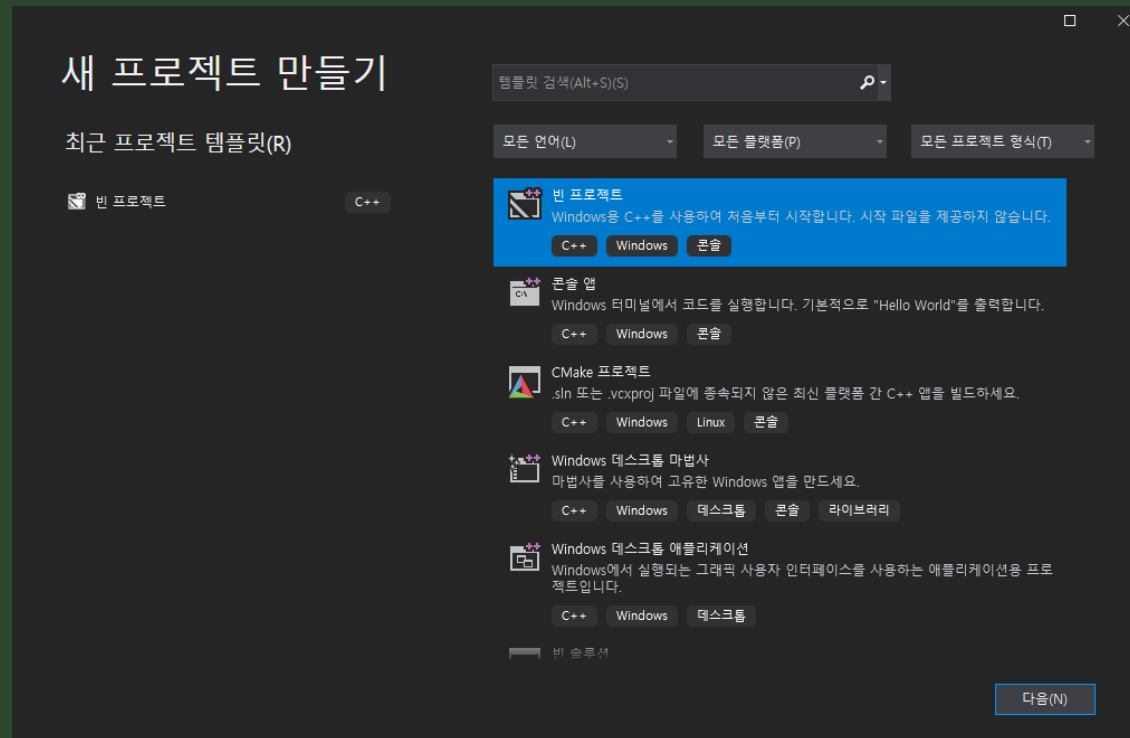 새 프로젝트 만들기
최근 프로젝트 템플릿(R)
빈 프로젝트
C++
템플릿 검색(Alt+S)(S)
모든 언어(L)
모든 플랫폼(P)
모든 프로젝트 형식(T)
빈 프로젝트
Windows용 C++를 사용하여 처음부터 시작합니다. 시작 파일을 제공하지 않습니다.
C++ Windows 콘솔
콘솔 앱
Windows 터미널에서 코드를 실행합니다. 기본적으로 "Hello World"를 출력합니다.
C++ Windows 콘솔
CMake 프로젝트
.sln 또는 .vcxproj 파일에 종속되지 않은 최신 플랫폼 간 C++ 앱을 빌드하세요.
C++ Windows Linux 콘솔
Windows 데스크톱 마법사
마법사를 사용하여 고유한 Windows 앱을 만드세요.
C++ Windows 데스크톱 콘솔 라이브러리
Windows 데스크톱 애플리케이션
Windows에서 실행되는 그래픽 사용자 인터페이스를 사용하는 애플리케이션용 프로
젝트입니다.
C++ Windows 데스크톱
빈 솔루션
다음(N)